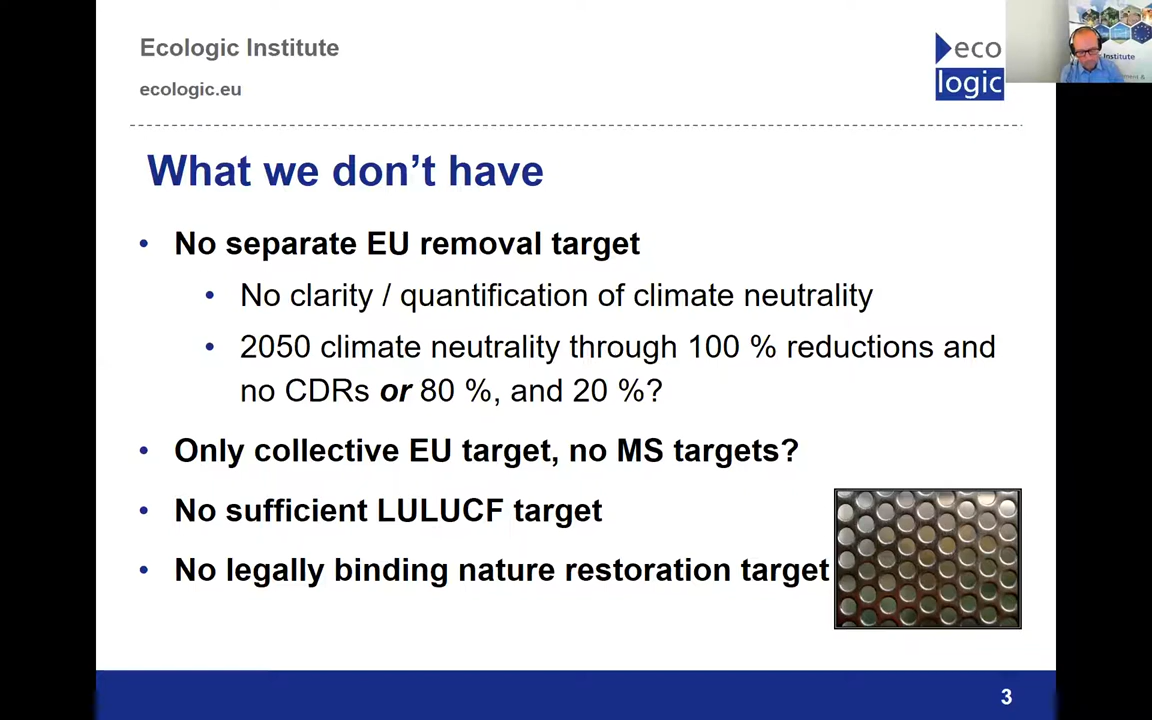 Ecologic Institute
ecologic.eu
eco
logic
Institute
What we don’t have
• No separate EU removal target
• No clarity / quantification of climate neutrality
• 2050 climate neutrality through 100 % reductions and
no CDRs or 80 %, and 20 %?
• Only collective EU target, no MS targets?
• No sufficient LULUCF target
• No legally binding nature restoration target
3